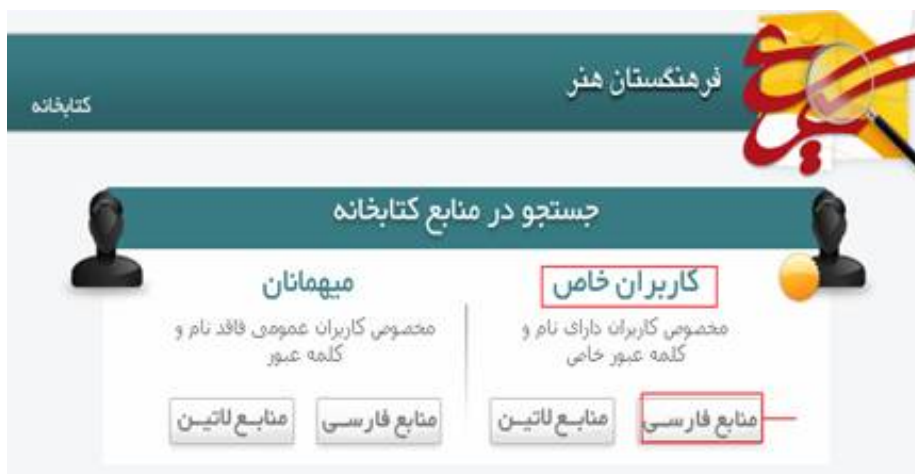 فرهنگستان هنر
کتابخانه
جستجو در منابع کتابخانه
کاربران خاص
مخصوص کاربران دارای نام و
کلمه عبور خاص
منابع فارسی
منابع لاتین
میهمانان
مخصوص کاربران عمومی فاقد نام و
کلمه عبور
منابع فارسی
منابع لاتین